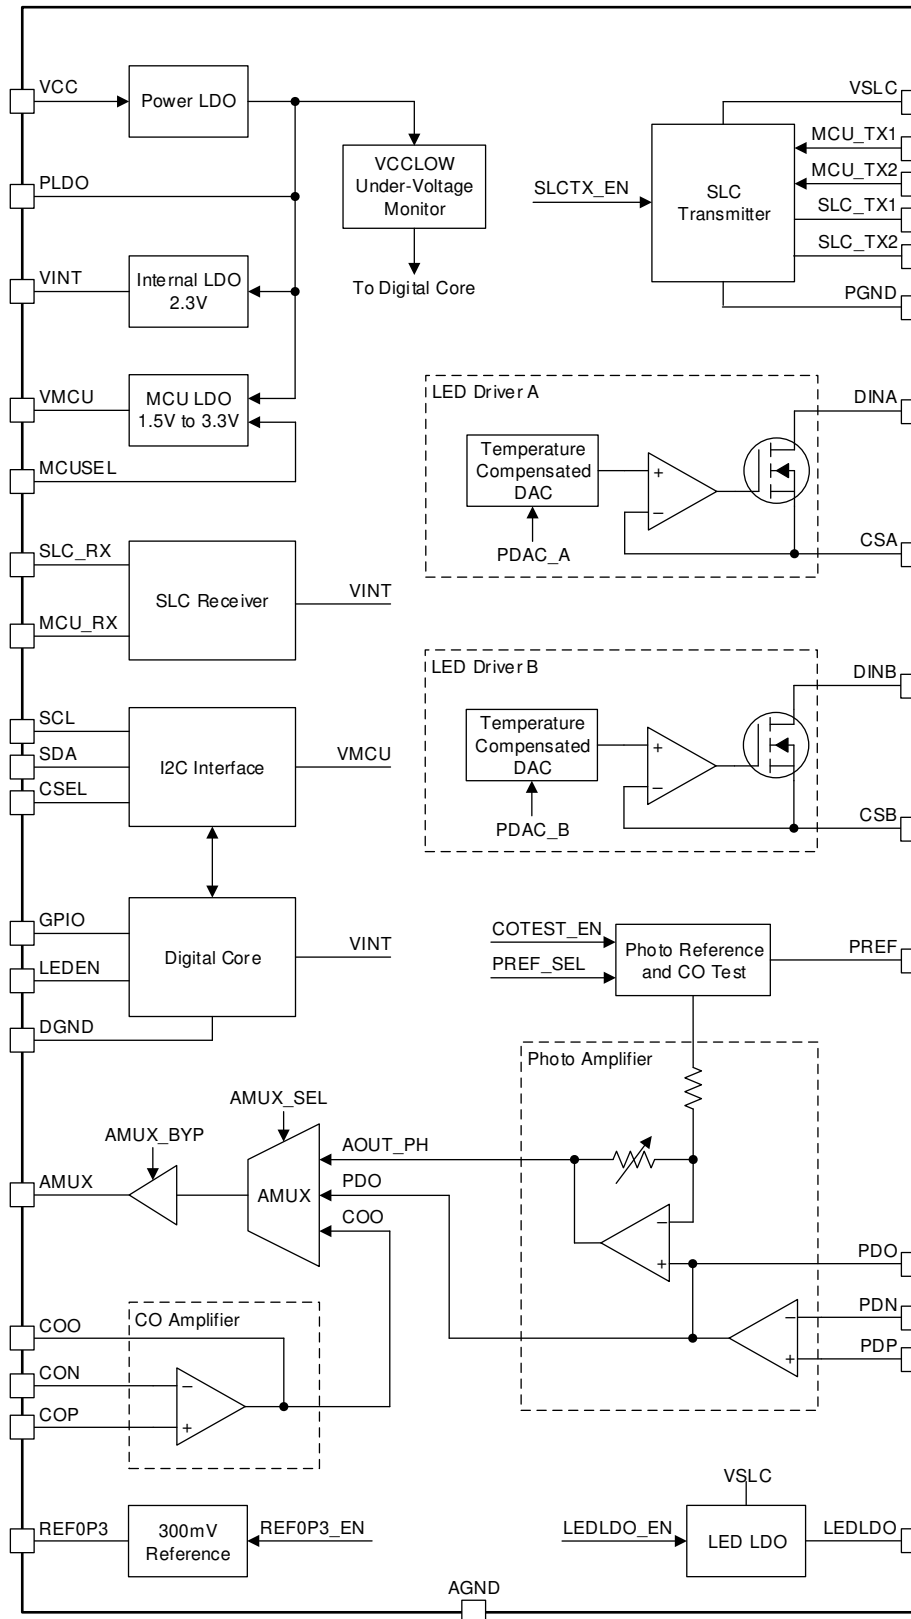 VCC
Power LDO
PLDO
VCCLOW
Under-Voltage
Monitor
To Digital Core
VINT
Internal LDO
2.3V
VMCU
MCU LDO
1.5V to 3.3V
MCUSEL
VSLC
MCU_TX1
MCU_TX2
SLC_TX1
SLC_TX2
PGND
SLCTX_EN
SLC
Transmitter
LED Driver A
Temperature
Compensated
DAC
PDAC_A
+
−
DINA
CSA
SLC_RX
MCU_RX
SLC Receiver
VINT
LED Driver B
Temperature
Compensated
DAC
PDAC_B
+
−
DINB
CSB
SCL
SDA
CSEL
I2C Interface
VMCU
GPIO
LEDEN
DGND
Digital Core
VINT
COTEST_EN
PREF_SEL
Photo Reference
and CO Test
PREF
Photo Amplifier
AMUX_SEL
AMUX_BYP
AMUX
AMUX
AOUT_PH
PDO
COO
−
+
PDO
PDN
PDP
−
+
CO Amplifier
COO
CON
COP
−
+
REF0P3
300mV
Reference
REF0P3_EN
VSLC
LEDLDO_EN
LED LDO
LEDLDO
AGND